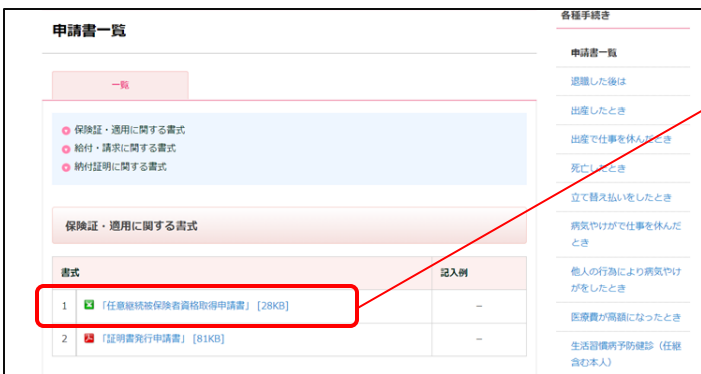 申請書一覧
一覧
保険証・適用に関する書式
給付・請求に関する書式
納付証明に関する書式
保険証・適用に関する書式
書式 記入例
1 「任意継続被保険者資格取得申請書」 [28KB] －
2 「証明書発行申請書」 [81KB] －
各種手続き
申請書一覧
退職した後は
出産したとき
出産で仕事を休んだとき
死亡したとき
立て替え払いをしたとき
病気やけがで仕事を休んだ
とき
他人の行為により病気やけ
がをしたとき
医療費が高額になったとき
生活習慣病予防健診（任継
含む本人）